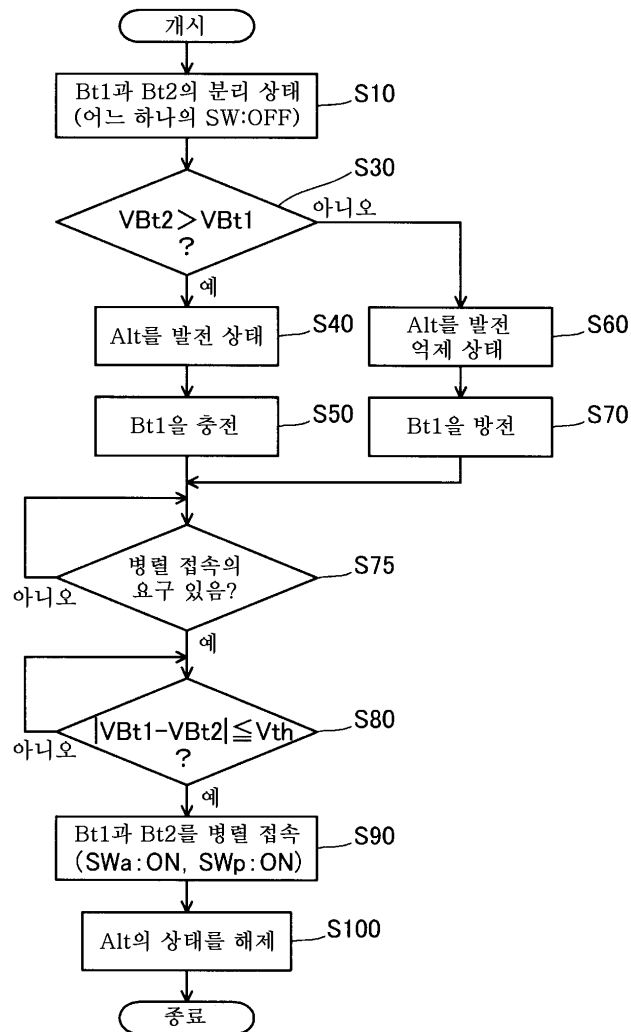 개시
Bt1과 Bt2의 분리 상태
(어느 하나의 SW:OFF)
S10
S30
VBt2>VBt1
?
아니오
예
Alt를 발전 상태
S40
Alt를 발전
억제 상태
S60
Bt1을 충전
S50
Bt1을 방전
S70
병렬 접속의
요구 있음?
S75
아니오
예
|VBt1-VBt2|≦Vth
?
S80
아니오
예
Bt1과 Bt2를 병렬 접속
(SWa:ON, SWp:ON)
S90
Alt의 상태를 해제
S100
종료